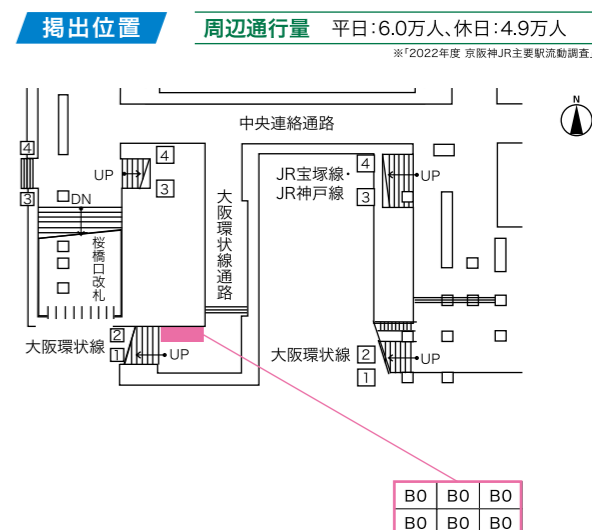 掲出位置
周辺通行量 平日:6.0万人、休日:4.9万人
※「2022年度 京阪神JR主要駅流動調査」
N
中央連絡通路
4
UP
4
3
3
DN
桜橋口改札
大阪環状線通路
JR宝塚線・
JR神戸線
4
3
UP
大阪環状線
2
1
UP
大阪環状線
2
1
UP
B0 B0 B0
B0 B0 B0